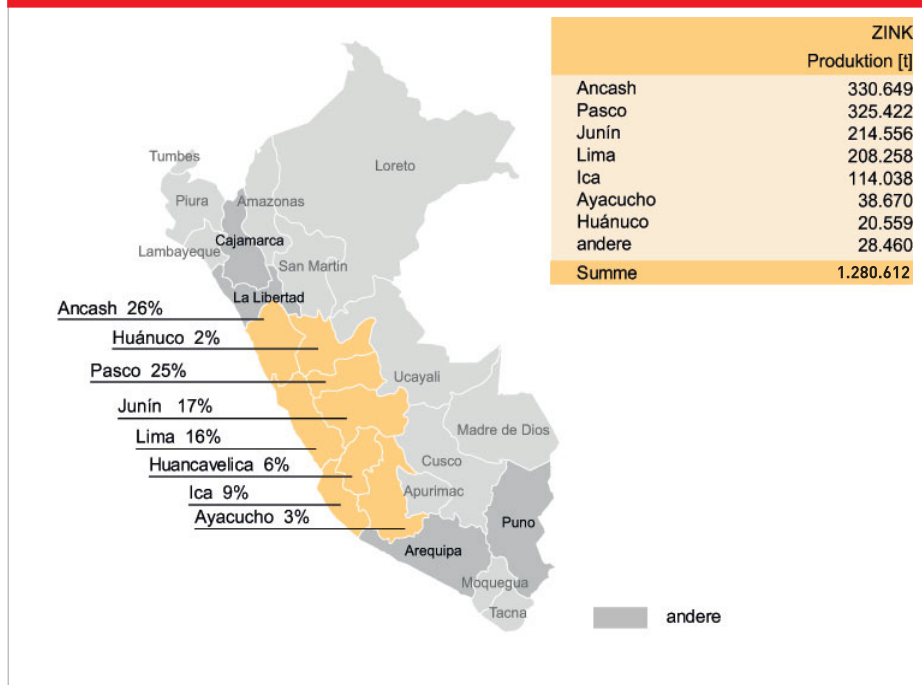 ZINK
Produktion [t]
Ancash 330.649
Pasco 325.422
Junín 214.556
Lima 208.258
Ica 114.038
Ayacucho 38.670
Huánuco 20.559
andere 28.460
Summe 1.280.612
Tumbes
Loreto
Piura
Amazonas
Cajamarca
Lambayeque
San Martin
La Libertad
Ancash 26%
Huánuco 2%
Pasco 25%
Ucayali
Junín 17%
Madre de Dios
Lima 16%
Cusco
Huancavelica 6%
Apurimac
Ica 9%
Ayacucho 3%
Puno
Arequipa
Moquegua
Tacna
andere